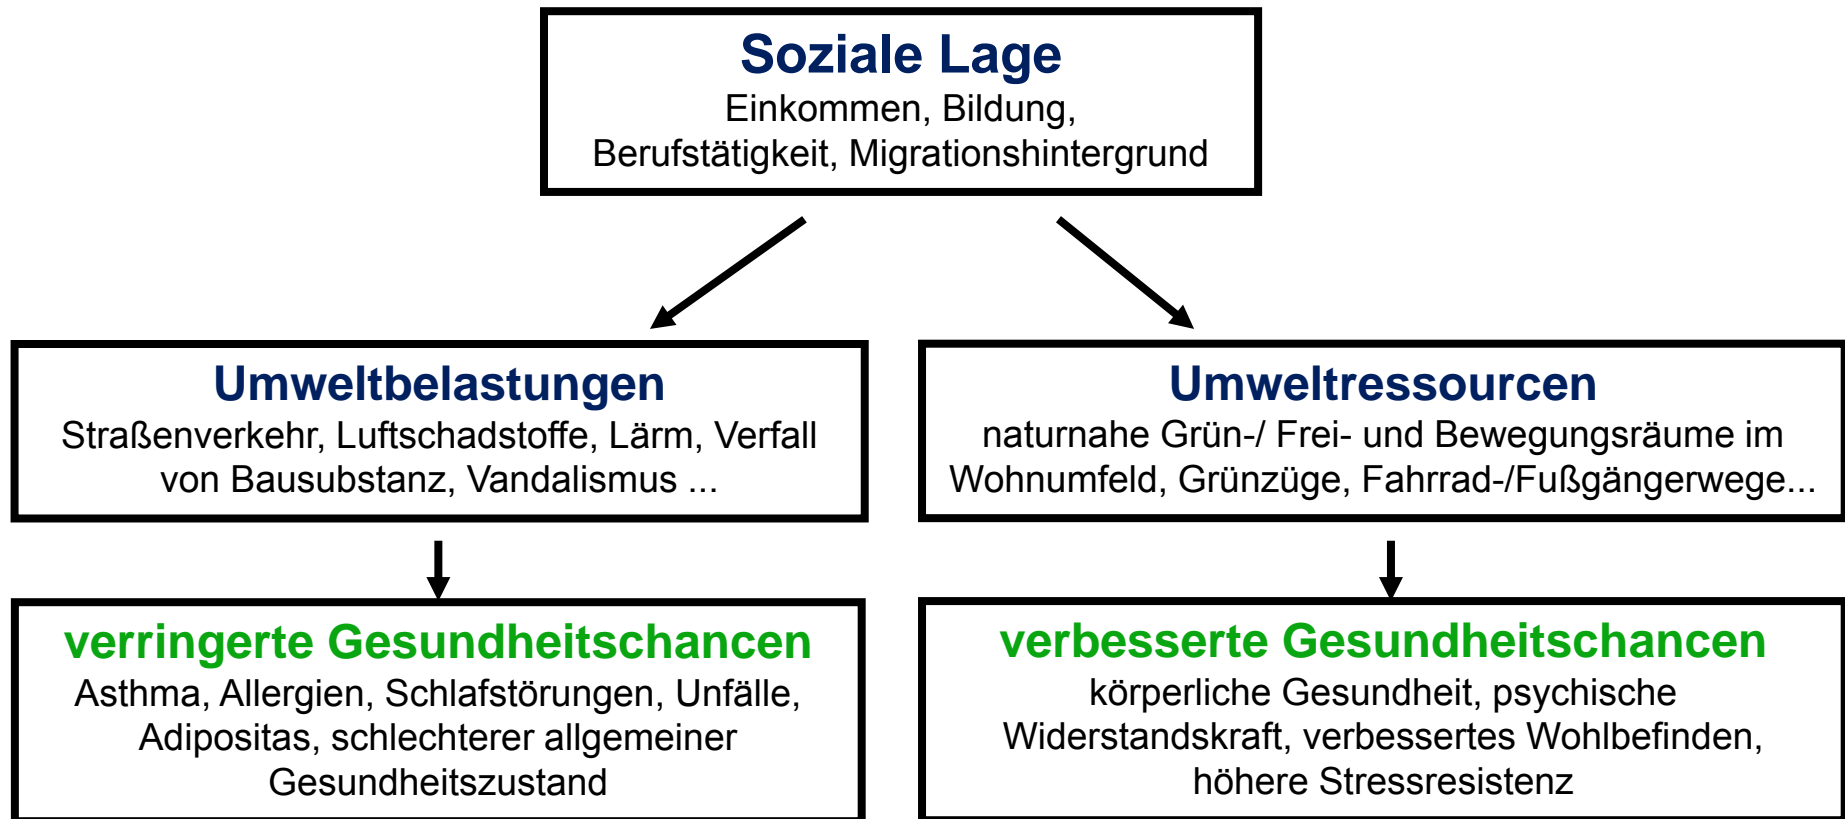 Soziale Lage
Einkommen, Bildung,
Berufstätigkeit, Migrationshintergrund
Umweltbelastungen
Straßenverkehr, Luftschadstoffe, Lärm, Verfall
von Bausubstanz, Vandalismus ...
Umweltressourcen
naturnahe Grün-/ Frei- und Bewegungsräume im
Wohnumfeld, Grünzüge, Fahrrad-/Fußgängerwege...
verringerte Gesundheitschancen
Asthma, Allergien, Schlafstörungen, Unfälle,
Adipositas, schlechterer allgemeiner
Gesundheitszustand
verbesserte Gesundheitschancen
körperliche Gesundheit, psychische
Widerstandskraft, verbessertes Wohlbefinden,
höhere Stressresistenz